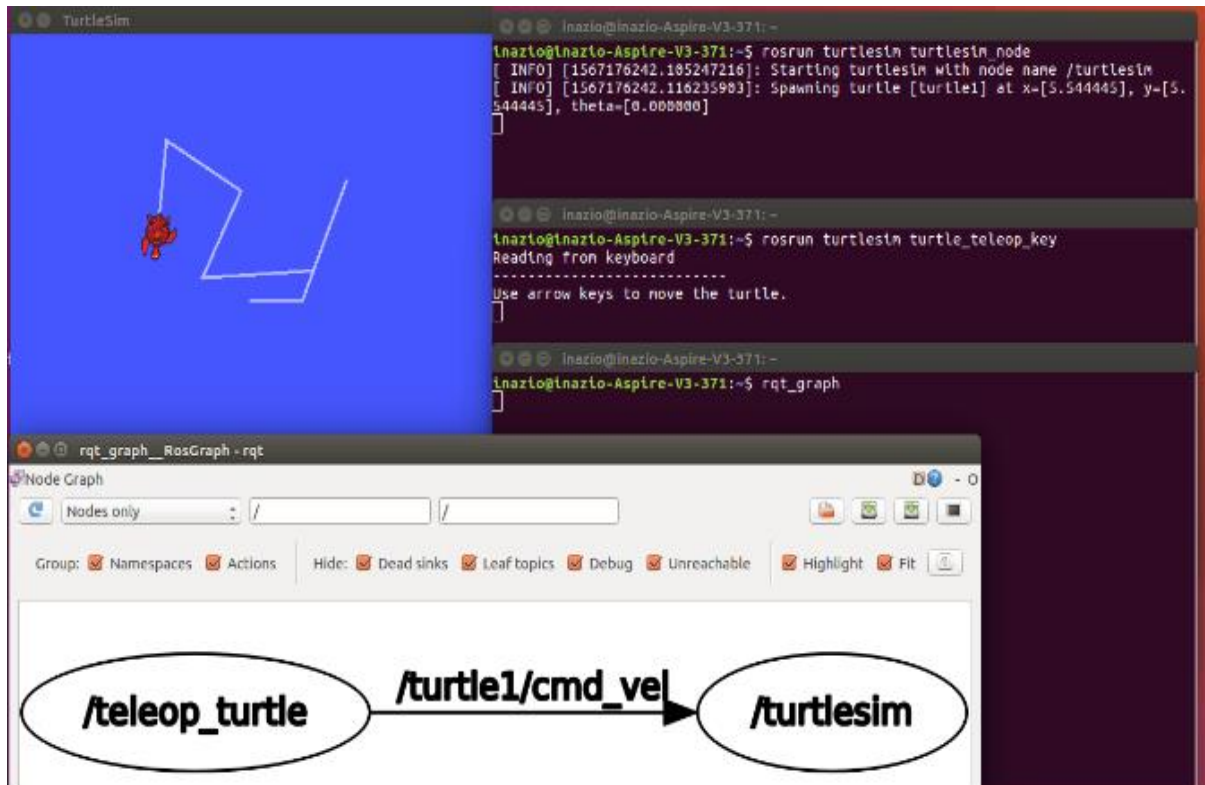 TurtleSim
inazio@inazio-Aspire-V3-371: ~
inazio@inazio-Aspire-V3-371:~$ rosrun turtlesim turtlesim_node
[ INFO] [1567176242.105247216]: Starting turtlesim with node name /turtlesim
[ INFO] [1567176242.116235983]: Spawning turtle [turtle1] at x=[5.544445], y=[5.
544445], theta=[0.000000]
inazio@inazio-Aspire-V3-371: ~
inazio@inazio-Aspire-V3-371:~$ rosrun turtlesim turtle_teleop_key
Reading from keyboard
---------------------------
Use arrow keys to move the turtle.
inazio@inazio-Aspire-V3-371: ~
inazio@inazio-Aspire-V3-371:~$ rqt_graph
rqt_graph__RosGraph - rqt
Node Graph
D ? - O
Nodes only / /
Group: Namespaces Actions Hide: Dead sinks Leaf topics Debug Unreachable Highlight Fit
/teleop_turtle /turtle1/cmd_vel /turtlesim